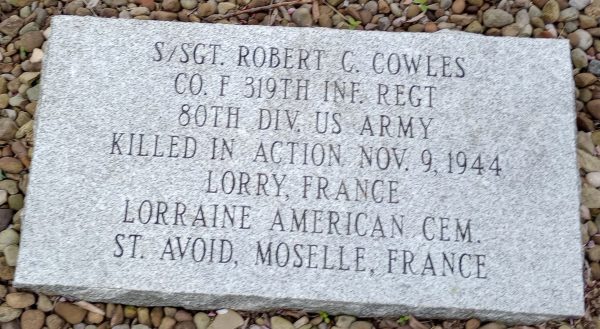 S/SGT. ROBERT C. COWLES
CO. F 319TH INF. REGT
80TH DIV. US ARMY
KILLED IN ACTION NOV. 9, 1944
LORRY, FRANCE
LORRAINE AMERICAN CEM.
ST. AVOID, MOSELLE, FRANCE